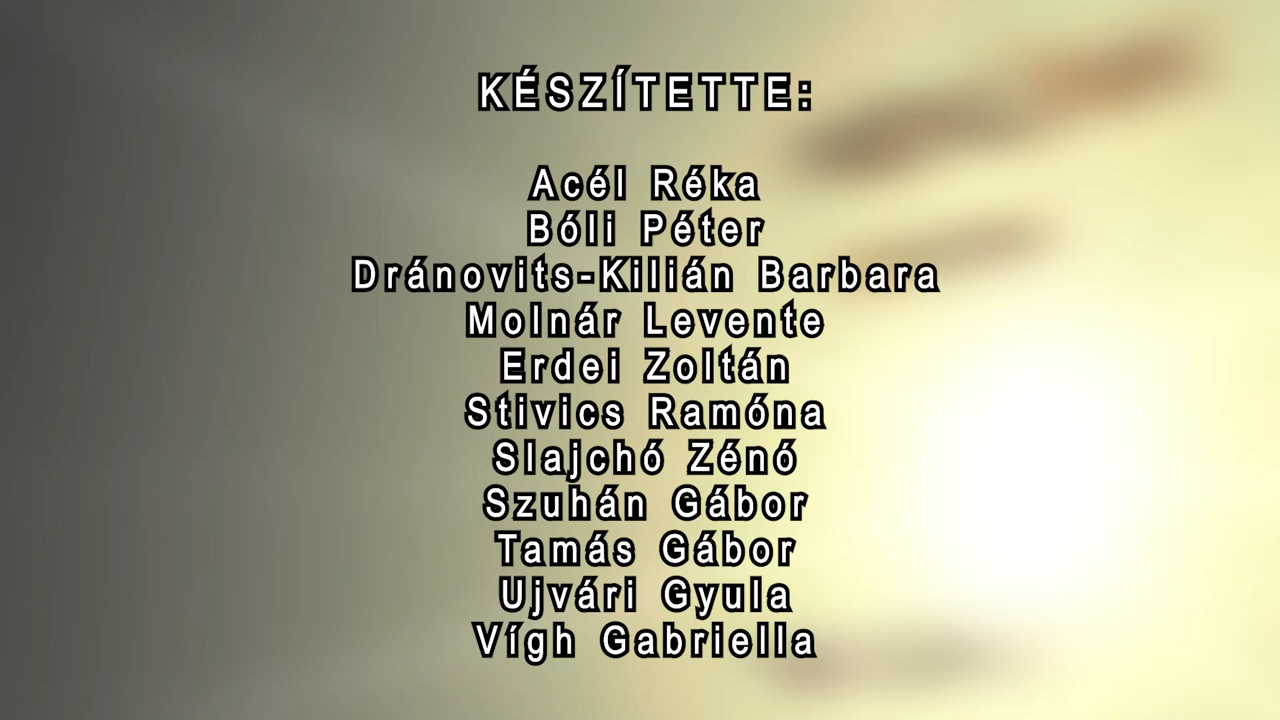 KÉSZÍTETTE:
Acél Réka
Bóli Péter
Dránovits-Kilián Barbara
Molnár Levente
Erdei Zoltán
Stivics Ramóna
Slajchó Zénó
Szuhán Gábor
Tamás Gábor
Ujvári Gyula
Vígh Gabriella